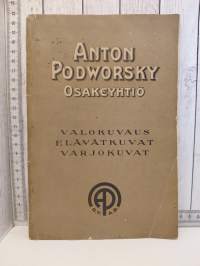 ANTON
PODWORSKY
OSAKEYHTIÖ
VALOKUVAUS
ELÄVÄTKUVAT
VARJOKUVAT